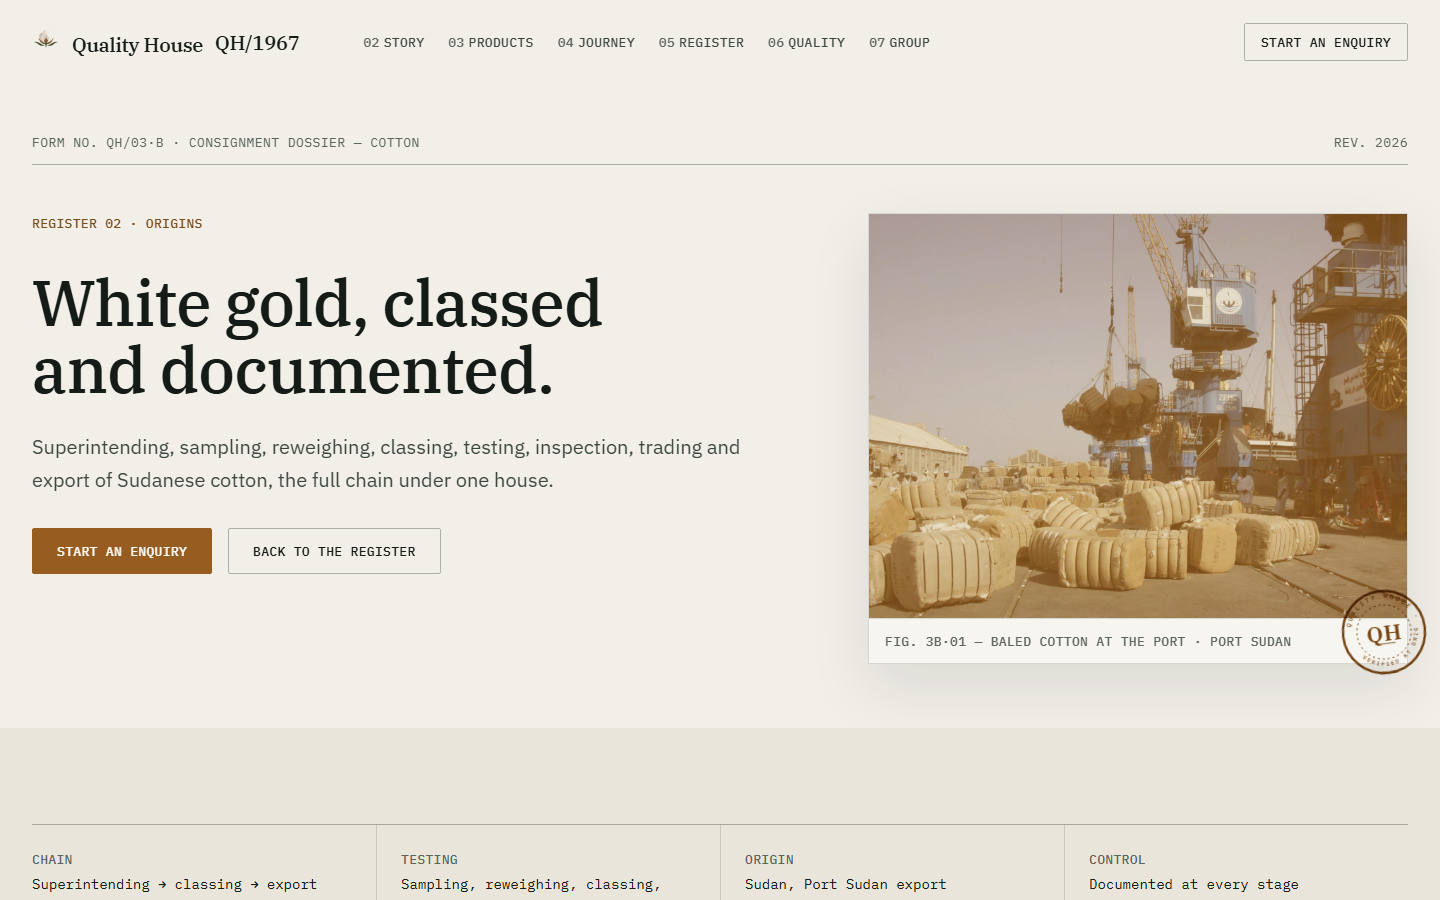 Quality House QH/1967
02 STORY 03 PRODUCTS 04 JOURNEY 05 REGISTER 06 QUALITY 07 GROUP
START AN ENQUIRY
FORM NO. QH/03·B · CONSIGNMENT DOSSIER — COTTON
REV. 2026
REGISTER 02 · ORIGINS
White gold, classed
and documented.
Superintending, sampling, reweighing, classing, testing, inspection, trading and
export of Sudanese cotton, the full chain under one house.
START AN ENQUIRY
BACK TO THE REGISTER
FIG. 3B·01 — BALED COTTON AT THE PORT · PORT SUDAN
QH
CHAIN
Superintending → classing → export
TESTING
Sampling, reweighing, classing,
ORIGIN
Sudan, Port Sudan export
CONTROL
Documented at every stage